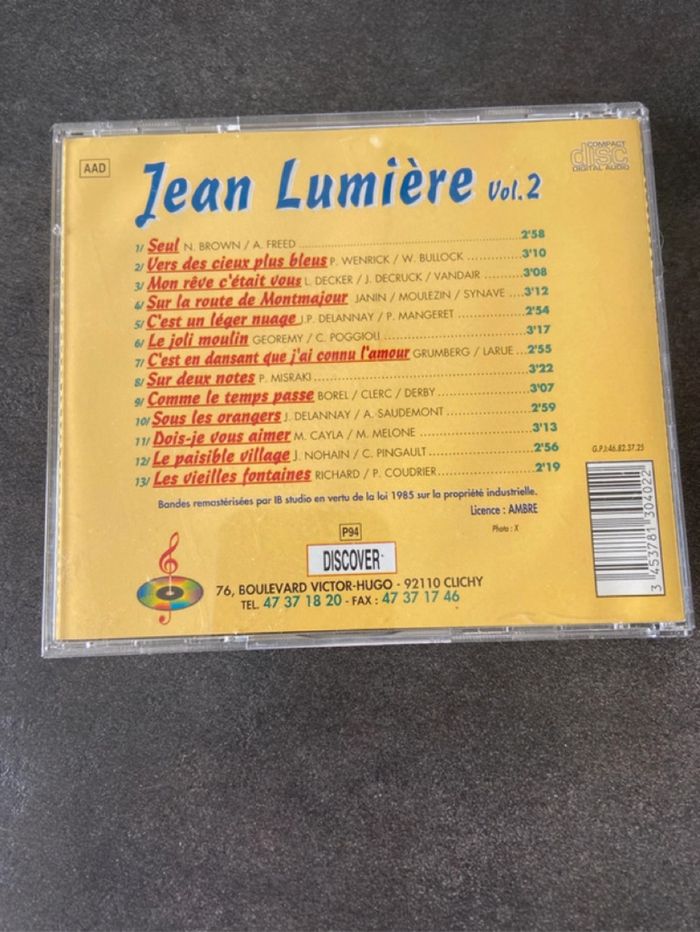 AAD
Jean Lumière Vol.2
COMPACT
disc
DIGITAL AUDIO
1/ Seul N. BROWN / A. FREED ........ 2'58
2/ Vers des cieux plus bleus P. WENRICK / W. BULLOCK ........ 3'10
3/ Mon rêve c'était vous L. DECKER / J. DECRUCK / VANDAIR ........ 3'08
4/ Sur la route de Montmajour JANIN / MOULEZIN / SYNAVE .... 3'12
5/ C'est un léger nuage J.P. DELANNAY / P. MANGERET ........ 2'54
6/ Le joli moulin GEOREMY / C. POGGIOLI ........ 3'17
7/ C'est en dansant que j'ai connu l'amour GRUMBERG / LARUE ... 2'55
8/ Sur deux notes P. MISRAKI ........ 3'22
9/ Comme le temps passe BOREL / CLERC / DERBY ........ 3'07
10/ Sous les orangers J. DELANNAY / A. SAUDEMONT ........ 2'59
11/ Dois-je vous aimer M. CAYLA / M. MELONE ........ 3'13
12/ Le paisible village J. NOHAIN / C. PINGAULT ........ 2'56
13/ Les vieilles fontaines RICHARD / P. COUDRIER ........ 2'19
Bandes remastérisées par IB studio en vertu de la loi 1985 sur la propriété industrielle.
Licence : AMBRE
Photo : X
G.P.J:46.82.37.25
3 453781 304022
P94
DISCOVER
76, BOULEVARD VICTOR-HUGO - 92110 CLICHY
TEL. 47 37 18 20 - FAX : 47 37 17 46